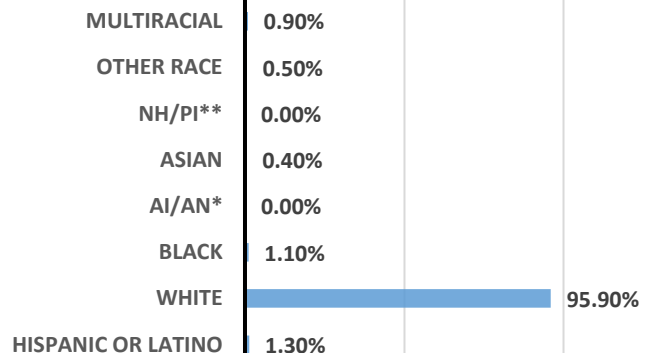 MULTIRACIAL 0.90%
OTHER RACE 0.50%
NH/PI** 0.00%
ASIAN 0.40%
AI/AN* 0.00%
BLACK 1.10%
WHITE 95.90%
HISPANIC OR LATINO 1.30%